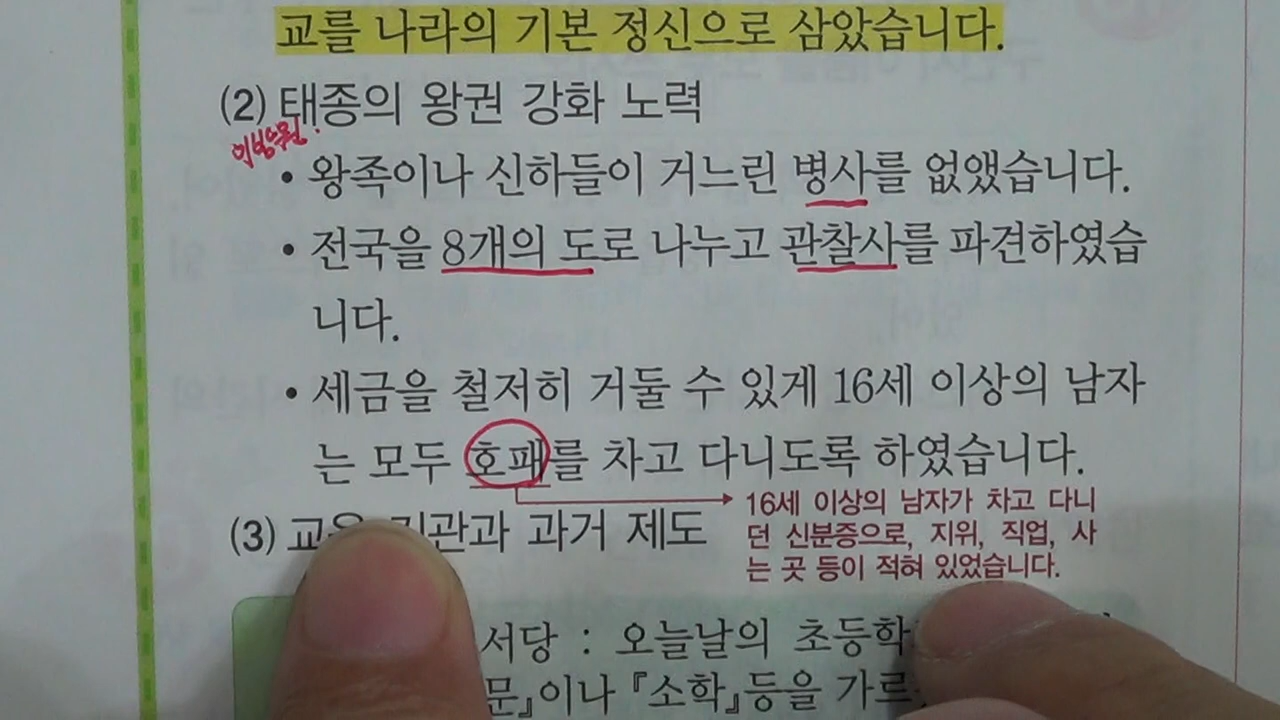 교를 나라의 기본 정신으로 삼았습니다.
(2) 태종의 왕권 강화 노력
이방원
• 왕족이나 신하들이 거느린 병사를 없앴습니다.
• 전국을 8개의 도로 나누고 관찰사를 파견하였습
니다.
• 세금을 철저히 거둘 수 있게 16세 이상의 남자
는 모두 호패를 차고 다니도록 하였습니다.
16세 이상의 남자가 차고 다니
던 신분증으로, 지위, 직업, 사
는 곳 등이 적혀 있었습니다.
(3) 교육 기관과 과거 제도
서당 : 오늘날의 초등학
문』이나 『소학』등을 가르